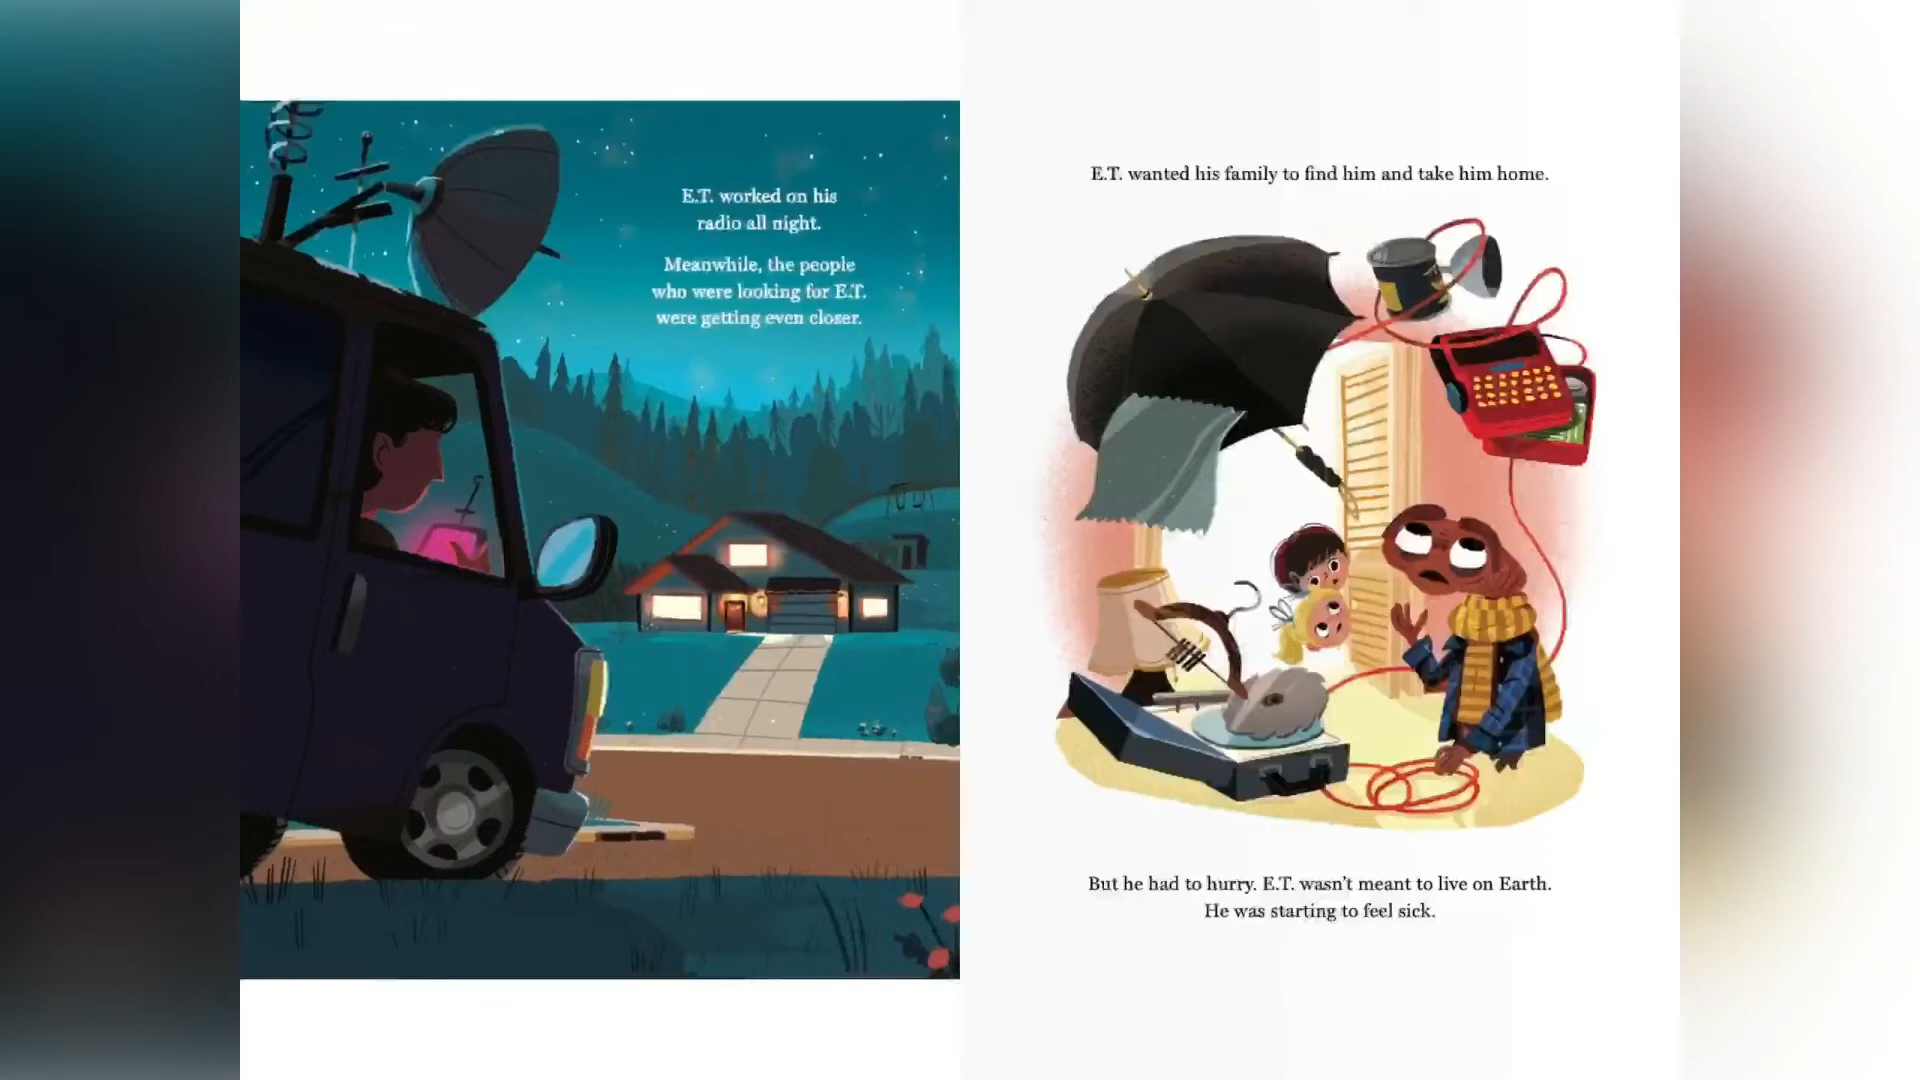 E.T. worked on his
radio all night.
Meanwhile, the people
who were looking for E.T.
were getting even closer.
E.T. wanted his family to find him and take him home.
But he had to hurry. E.T. wasn't meant to live on Earth.
He was starting to feel sick.